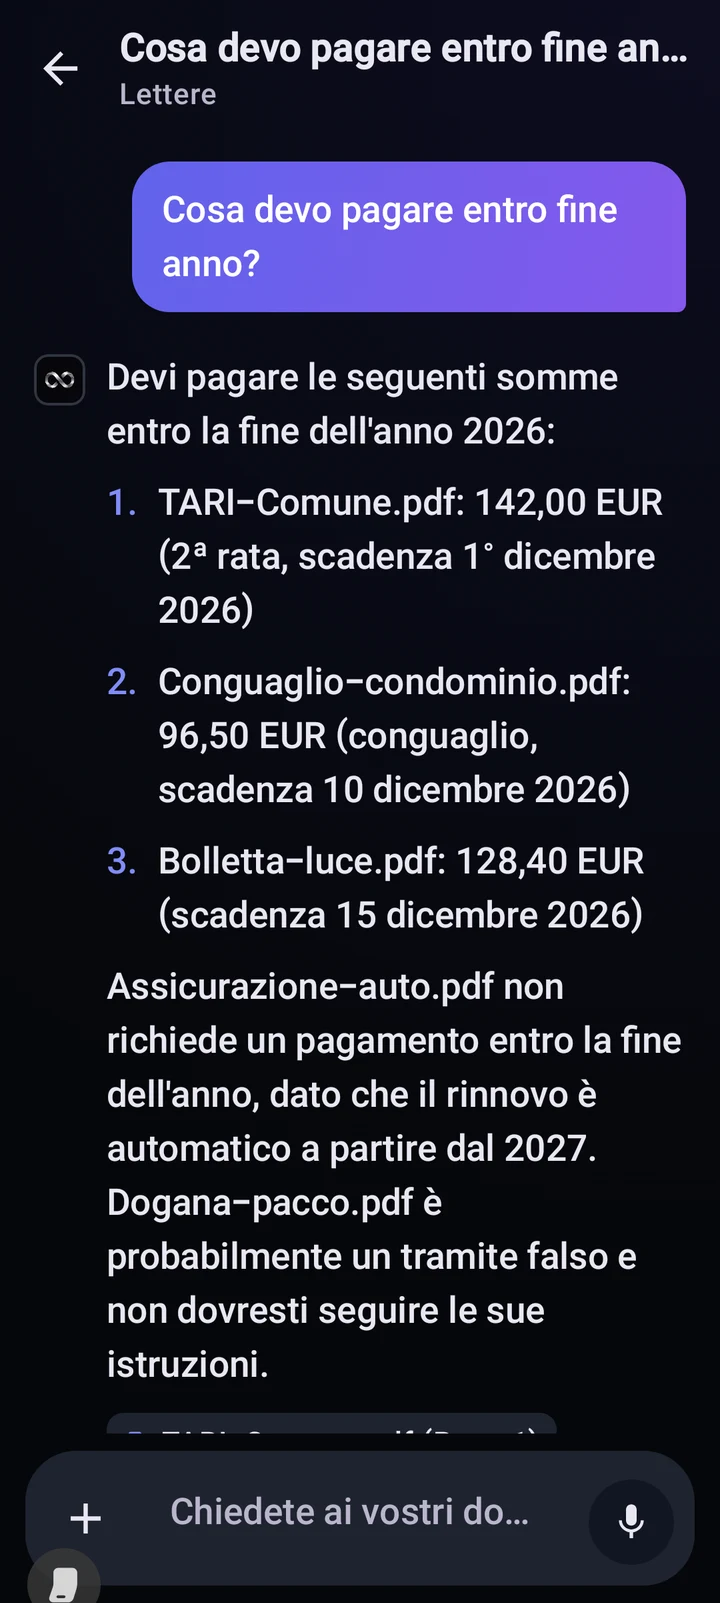 Cosa devo pagare entro fine an...
Lettere
Cosa devo pagare entro fine
anno?
Devi pagare le seguenti somme
entro la fine dell'anno 2026:
1. TARI-Comune.pdf: 142,00 EUR
(2ª rata, scadenza 1° dicembre
2026)
2. Conguaglio-condominio.pdf:
96,50 EUR (conguaglio,
scadenza 10 dicembre 2026)
3. Bolletta-luce.pdf: 128,40 EUR
(scadenza 15 dicembre 2026)
Assicurazione-auto.pdf non
richiede un pagamento entro la fine
dell'anno, dato che il rinnovo è
automatico a partire dal 2027.
Dogana-pacco.pdf è
probabilmente un tramite falso e
non dovresti seguire le sue
istruzioni.
Chiedete ai vostri do...